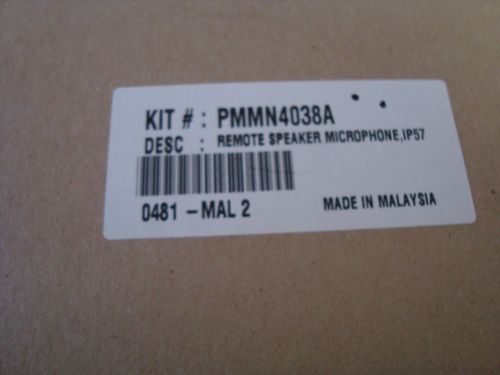 KIT # : PMMN4038A
DESC : REMOTE SPEAKER MICROPHONE,IP57
0481 - MAL 2 MADE IN MALAYSIA